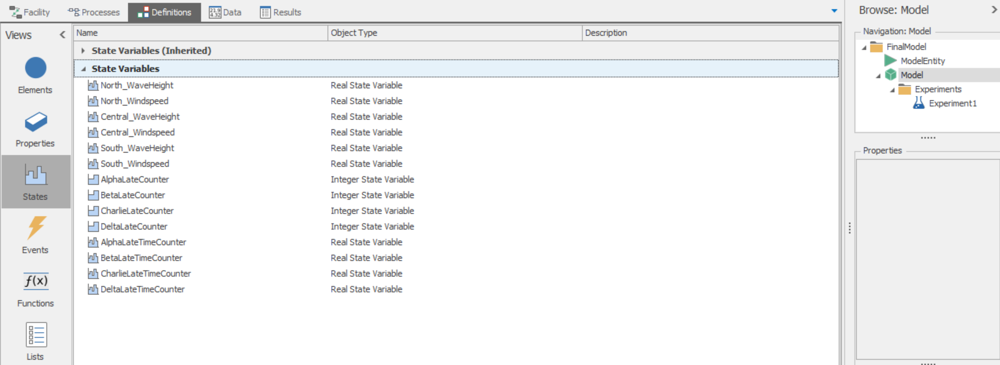 Facility Processes Definitions 21.9 4.32 Data Results
Views
Elements
Properties
States
Events
f(x)
Functions
Lists
Name Object Type Description
State Variables (Inherited)
State Variables
North_WaveHeight Real State Variable
North_Windspeed Real State Variable
Central_WaveHeight Real State Variable
Central_Windspeed Real State Variable
South_WaveHeight Real State Variable
South_Windspeed Real State Variable
AlphaLateCounter Integer State Variable
BetaLateCounter Integer State Variable
CharlieLateCounter Integer State Variable
DeltaLateCounter Integer State Variable
AlphaLateTimeCounter Real State Variable
BetaLateTimeCounter Real State Variable
CharlieLateTimeCounter Real State Variable
DeltaLateTimeCounter Real State Variable
Browse: Model
Navigation: Model
FinalModel
ModelEntity
Model
Experiments
Experiment1
Properties